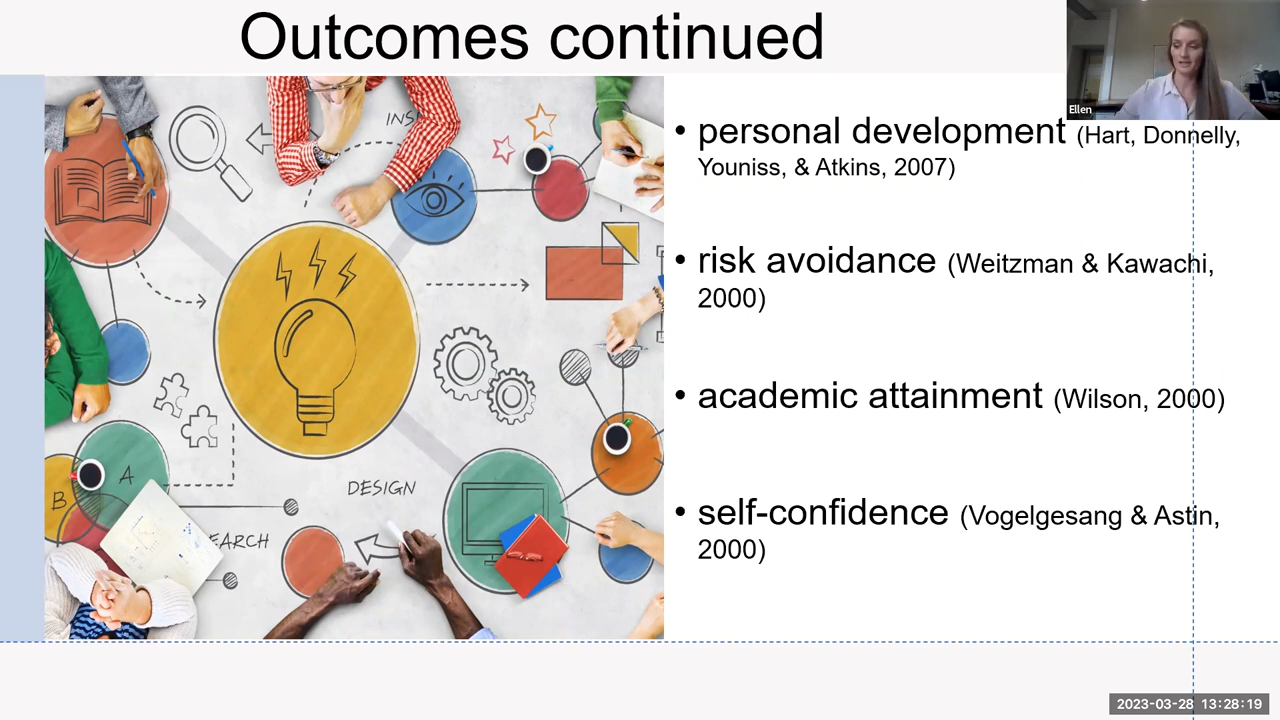 Outcomes continued
Ellen
• personal development (Hart, Donnelly,
Youniss, & Atkins, 2007)
• risk avoidance (Weitzman & Kawachi,
2000)
• academic attainment (Wilson, 2000)
• self-confidence (Vogelgesang & Astin,
2000)
INS
A
B
DESIGN
EARCH
2023-03-28 13:28:19